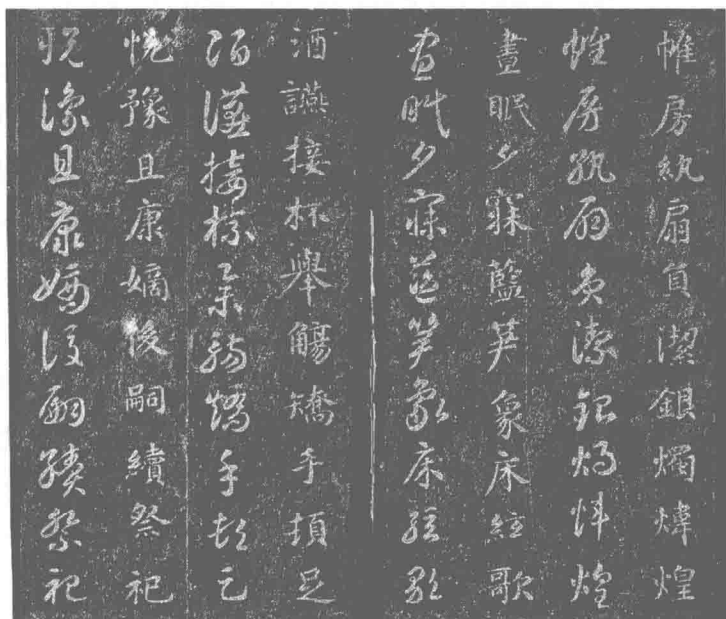 帷房紈扇員潔銀燭煒煌
帷房紈扇員潔銀燭煒煌
晝眠夕寐藍笋象床絃歌
晝眠夕寐藍笋象床絃歌
酒讌接杯舉觴矯手頓足
酒讌接杯舉觴矯手頓足
悅豫且康嫡後嗣續祭祀
悅豫且康嫡後嗣續祭祀